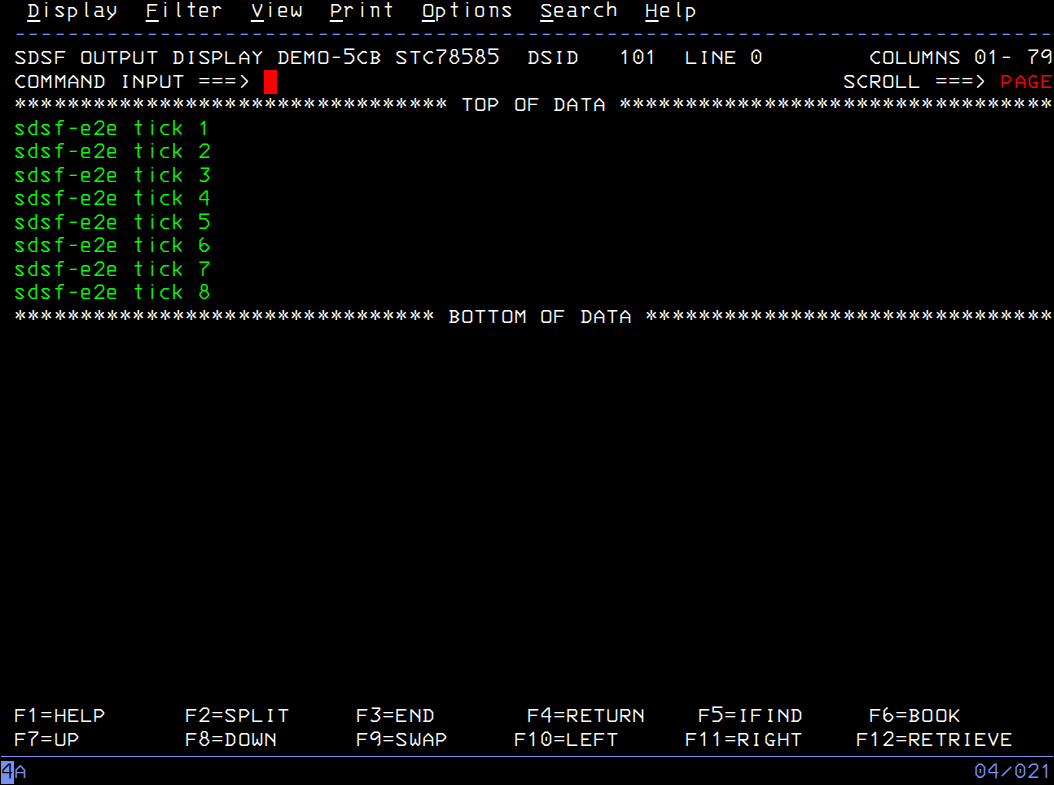 Display Filter View Print Options Search Help
-------------------------------------------------------------------------------
SDSF OUTPUT DISPLAY DEMO-5CB STC78585 DSID 101 LINE 0 COLUMNS 01- 79
COMMAND INPUT ===> SCROLL ===> PAGE
********************************* TOP OF DATA *********************************
sdsf-e2e tick 1
sdsf-e2e tick 2
sdsf-e2e tick 3
sdsf-e2e tick 4
sdsf-e2e tick 5
sdsf-e2e tick 6
sdsf-e2e tick 7
sdsf-e2e tick 8
******************************** BOTTOM OF DATA *******************************
F1=HELP F2=SPLIT F3=END F4=RETURN F5=IFIND F6=BOOK
F7=UP F8=DOWN F9=SWAP F10=LEFT F11=RIGHT F12=RETRIEVE
4A 04/021